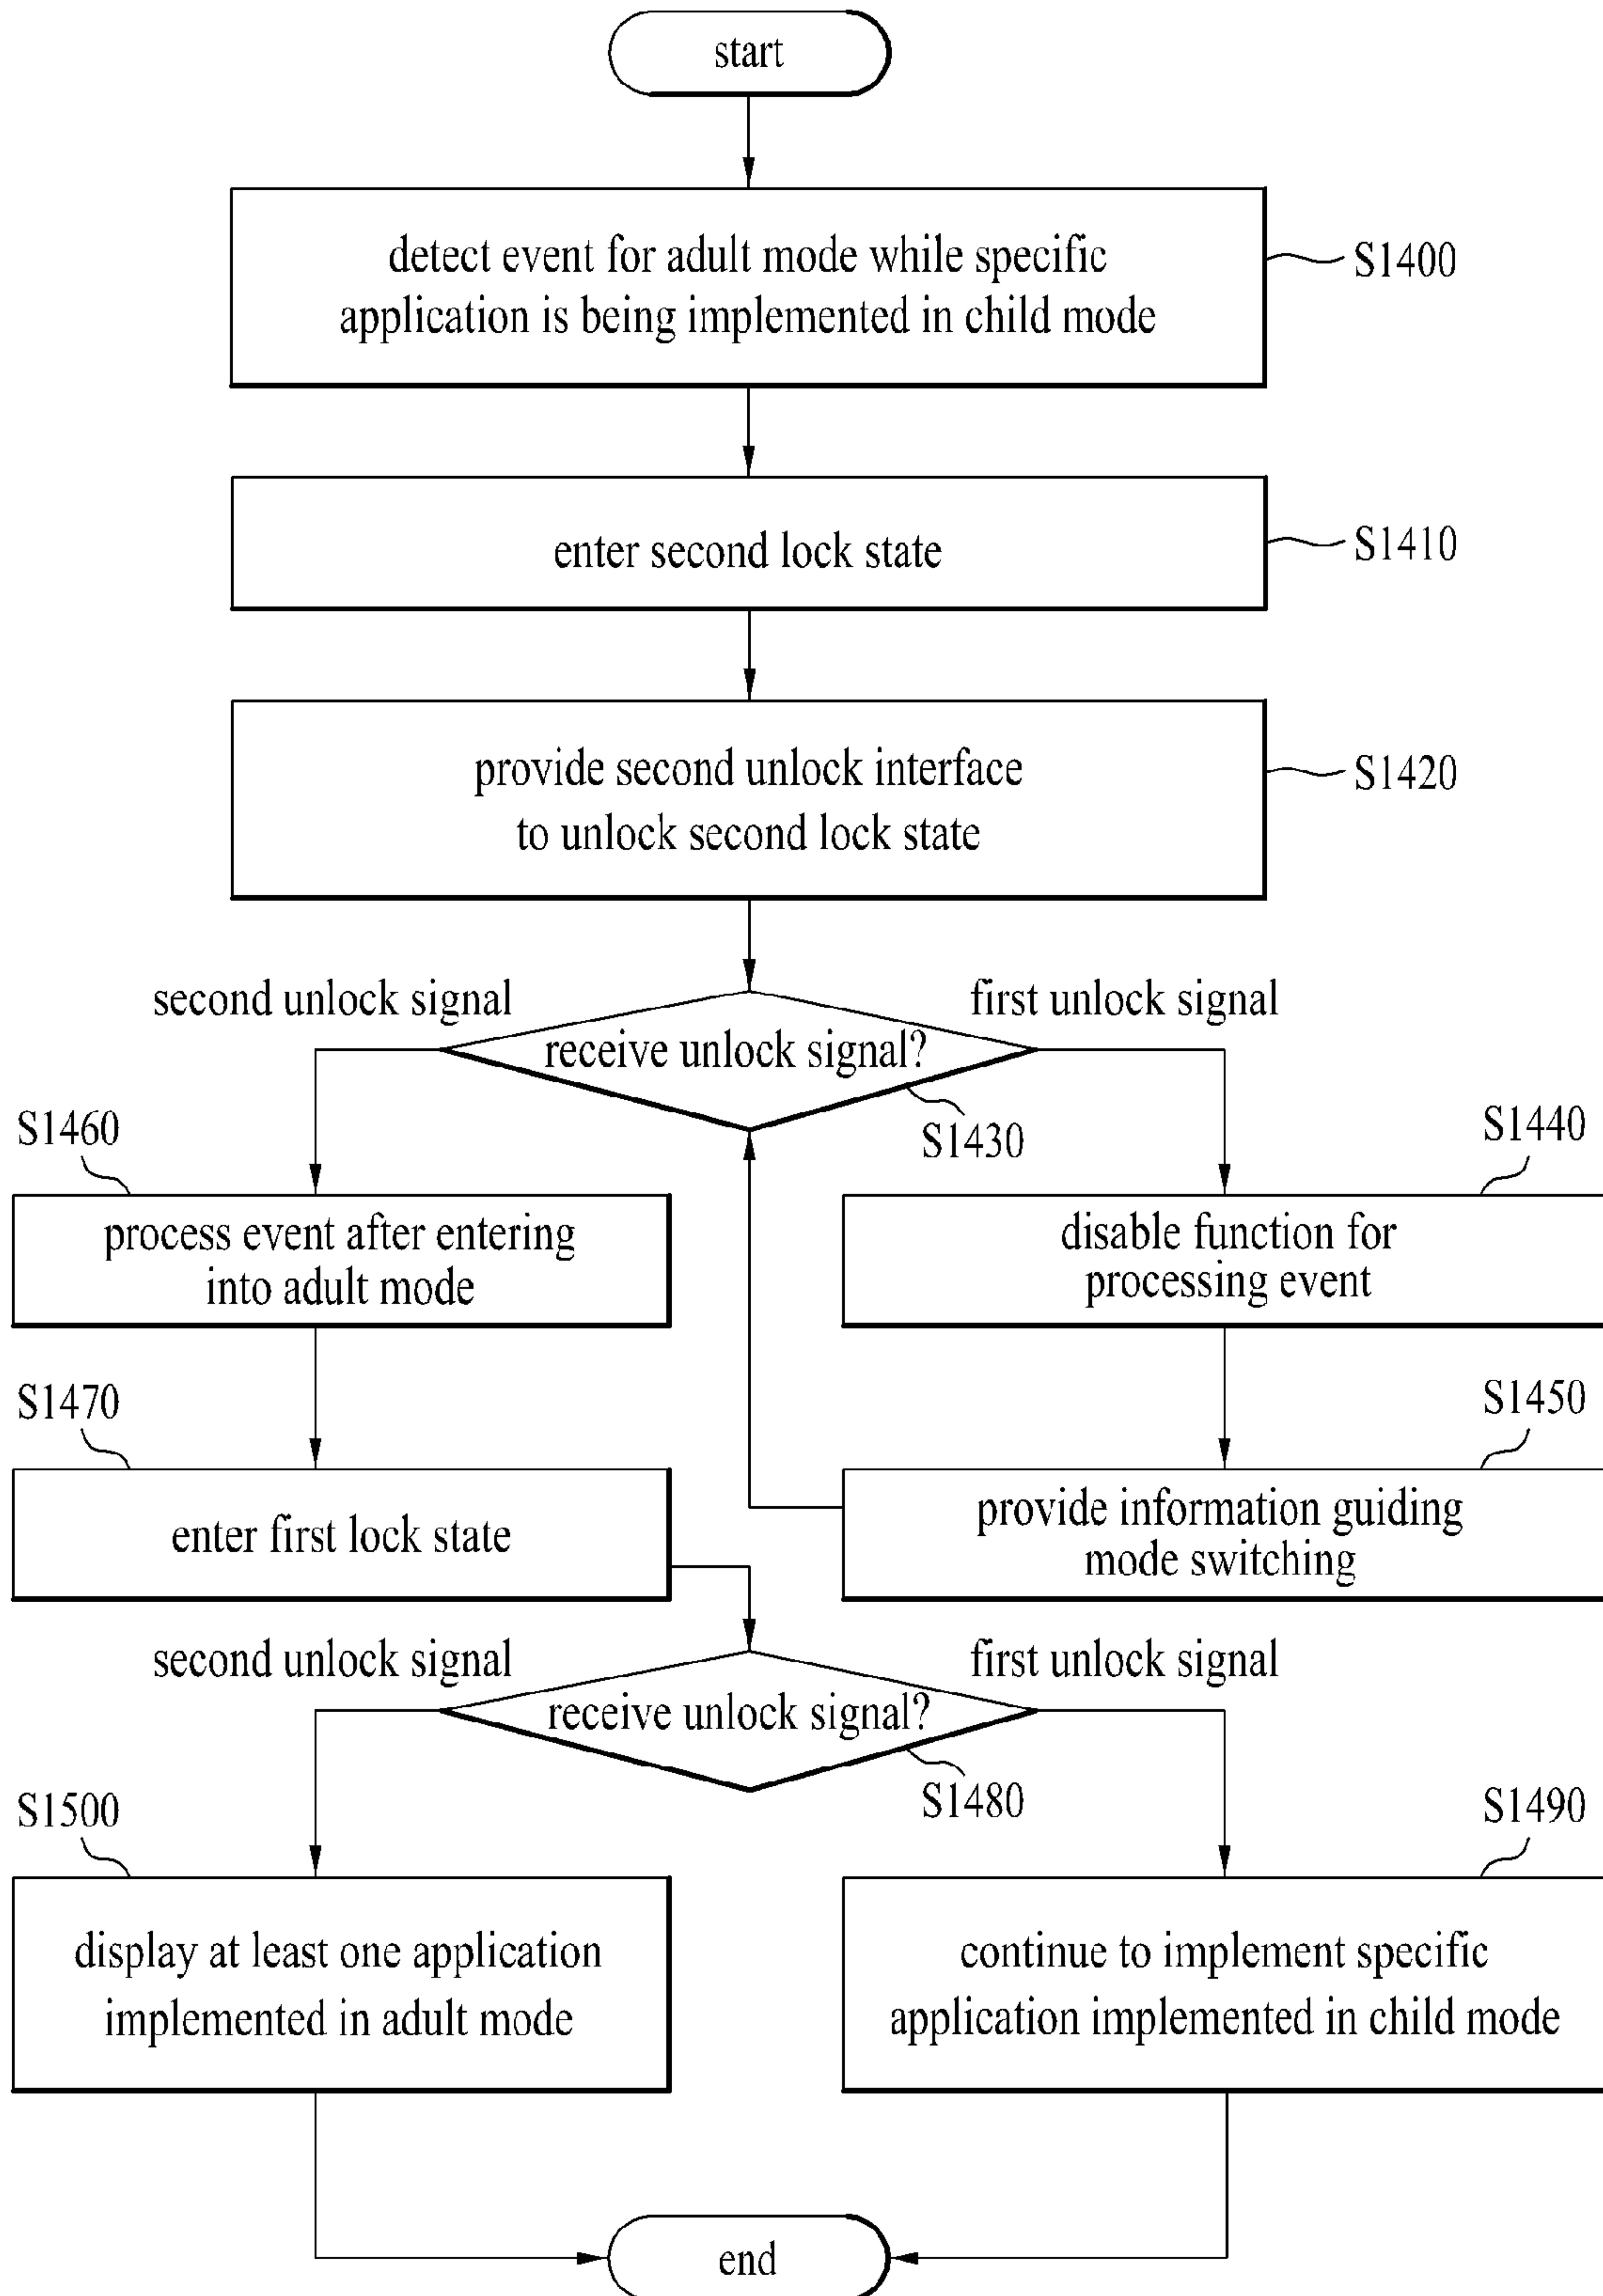 start
detect event for adult mode while specific
application is being implemented in child mode
S1400
enter second lock state
S1410
provide second unlock interface
to unlock second lock state
S1420
second unlock signal
first unlock signal
receive unlock signal?
S1430
S1460
S1440
process event after entering
into adult mode
disable function for
processing event
S1470
S1450
enter first lock state
provide information guiding
mode switching
second unlock signal
first unlock signal
receive unlock signal?
S1480
S1500
S1490
display at least one application
implemented in adult mode
continue to implement specific
application implemented in child mode
end